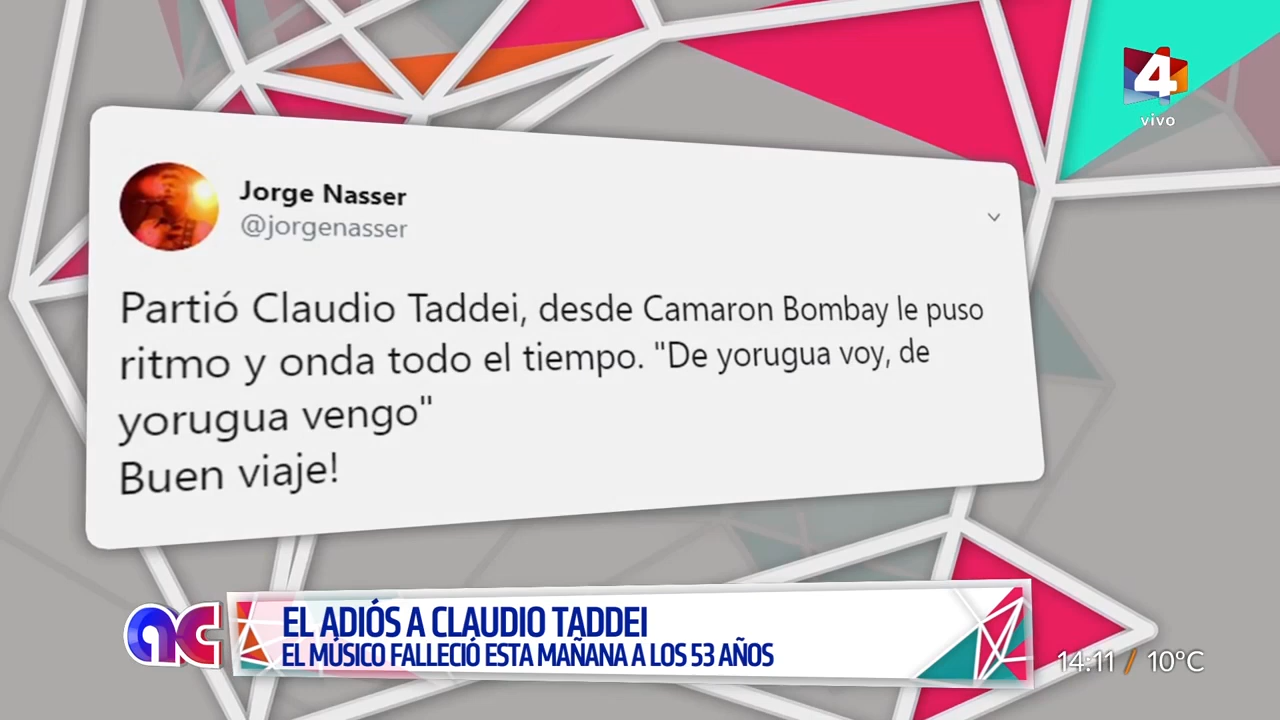 4
vivo
Jorge Nasser
@jorgenasser
Partió Claudio Taddei, desde Camaron Bombay le puso
ritmo y onda todo el tiempo. "De yorugua voy, de
yorugua vengo"
Buen viaje!
ac
EL ADIÓS A CLAUDIO TADDEI
EL MÚSICO FALLECIÓ ESTA MAÑANA A LOS 53 AÑOS
14:11 / 10°C